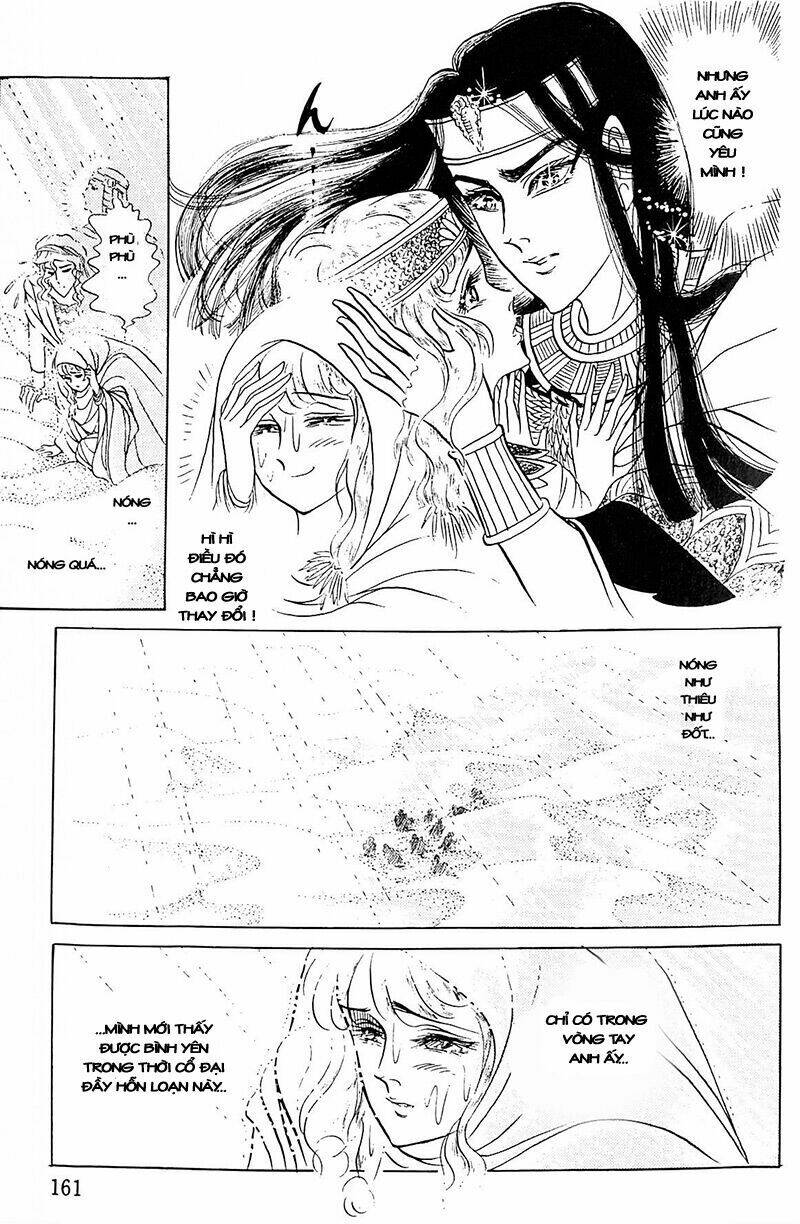 NHƯNG
ANH ẤY
LÚC NÀO
CŨNG
YÊU
MÌNH !
HÌ HÌ
ĐIỀU ĐÓ
CHẲNG
BAO GIỜ
THAY ĐỔI !
PHÙ
PHÙ
...
NÓNG
...
NÓNG QUÁ...
NÓNG
NHƯ
THIÊU
NHƯ
ĐỐT...
CHỈ CÓ TRONG
VÒNG TAY
ANH ẤY..
...MÌNH MỚI THẤY
ĐƯỢC BÌNH YÊN
TRONG THỜI CỔ ĐẠI
ĐẦY HỖN LOẠN NÀY..
161